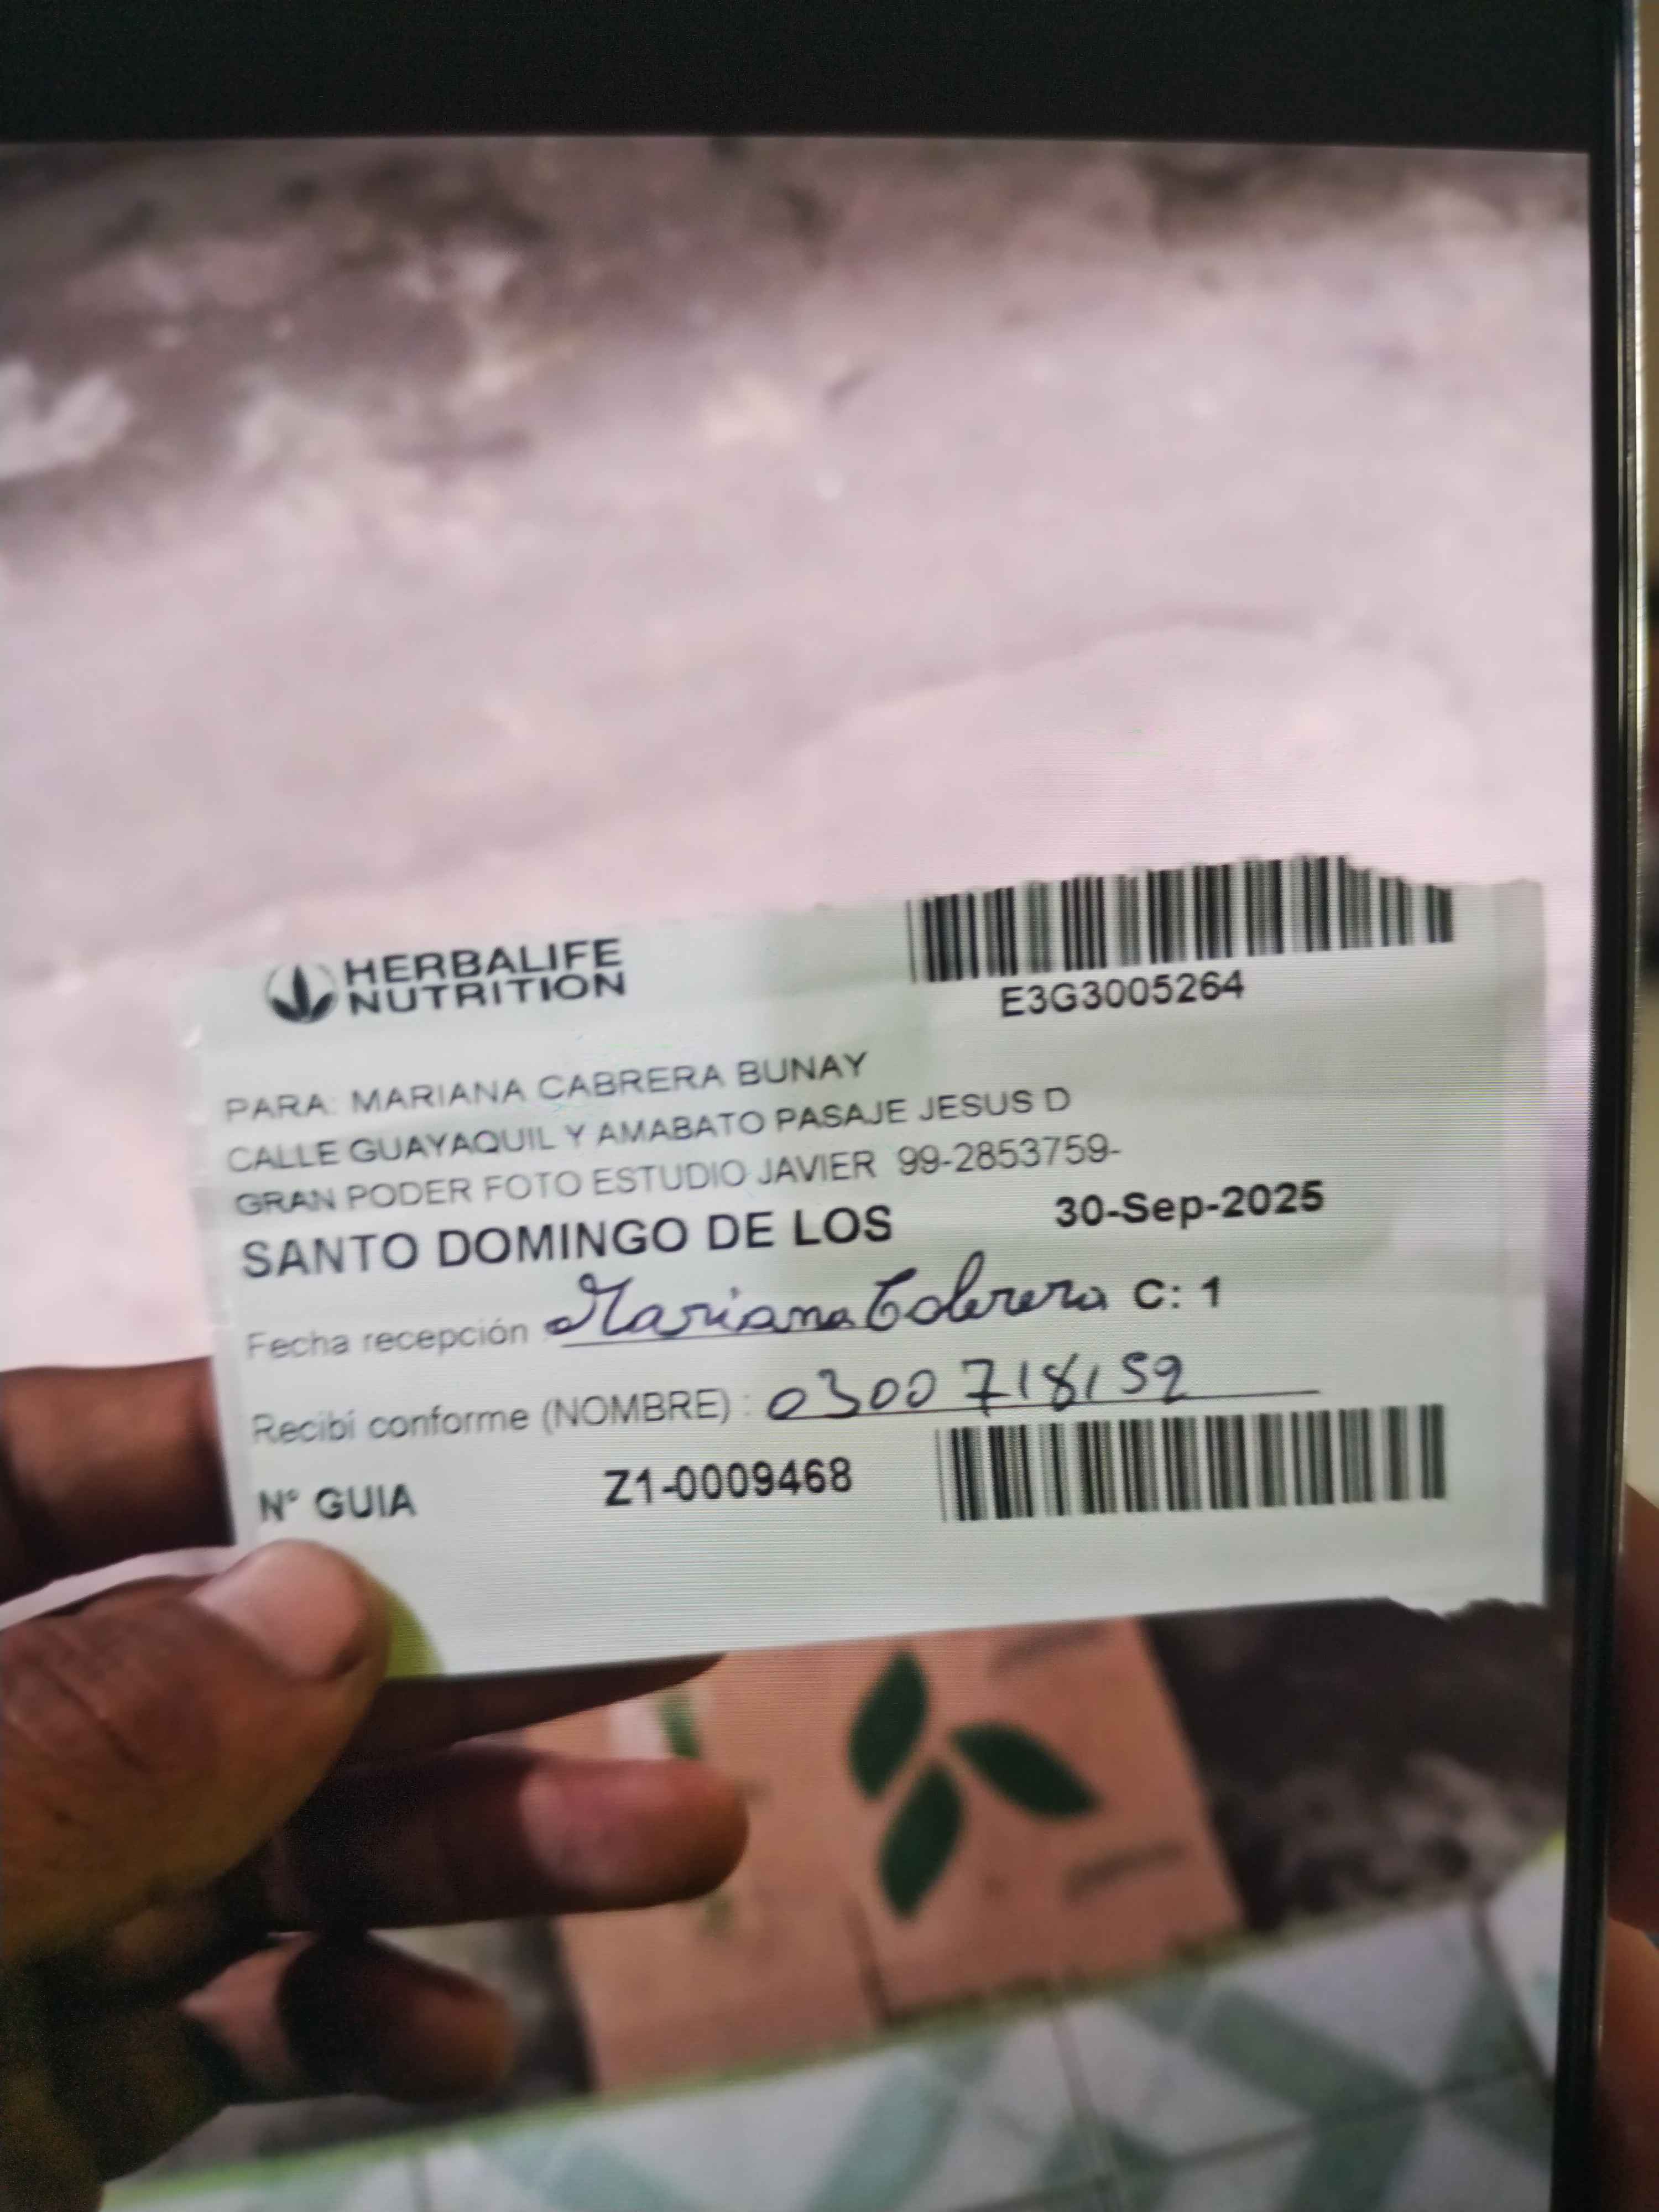 HERBALIFE
NUTRITION
E3G3005264
PARA: MARIANA CABRERA BUNAY
CALLE GUAYAQUIL Y AMABATO PASAJE JESUS D
GRAN PODER FOTO ESTUDIO JAVIER 99-2853759-
SANTO DOMINGO DE LOS 30-Sep-2025
Fecha recepción Mariana Cabrera C: 1
Recibí conforme (NOMBRE) : 0300718159
N° GUIA Z1-0009468